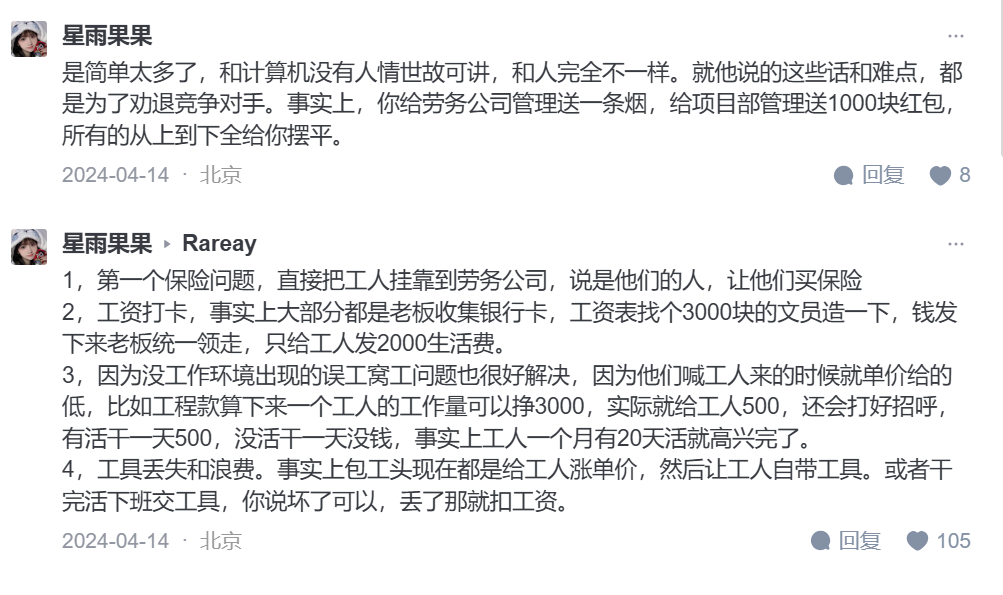 星雨果果
是简单太多了，和计算机没有人情世故可讲，和人完全不一样。就他说的这些话和难点，都
是为了劝退竞争对手。事实上，你给劳务公司管理送一条烟，给项目部管理送1000块红包，
所有的从上到下全给你摆平。
2024-04-14 · 北京 回复 8
星雨果果 ▸ Rareay
1，第一个保险问题，直接把工人挂靠到劳务公司，说是他们的人，让他们买保险
2，工资打卡，事实上大部分都是老板收集银行卡，工资表找个3000块的文员造一下，钱发
下来老板统一领走，只给工人发2000生活费。
3，因为没工作环境出现的误工窝工问题也很好解决，因为他们喊工人来的时候就单价给的
低，比如工程款算下来一个工人的工作量可以挣3000，实际就给工人500，还会打好招呼，
有活干一天500，没活干一天没钱，事实上工人一个月有20天活就高兴完了。
4，工具丢失和浪费。事实上包工头现在都是给工人涨单价，然后让工人自带工具。或者干
完活下班交工具，你说坏了可以，丢了那就扣工资。
2024-04-14 · 北京 回复 105